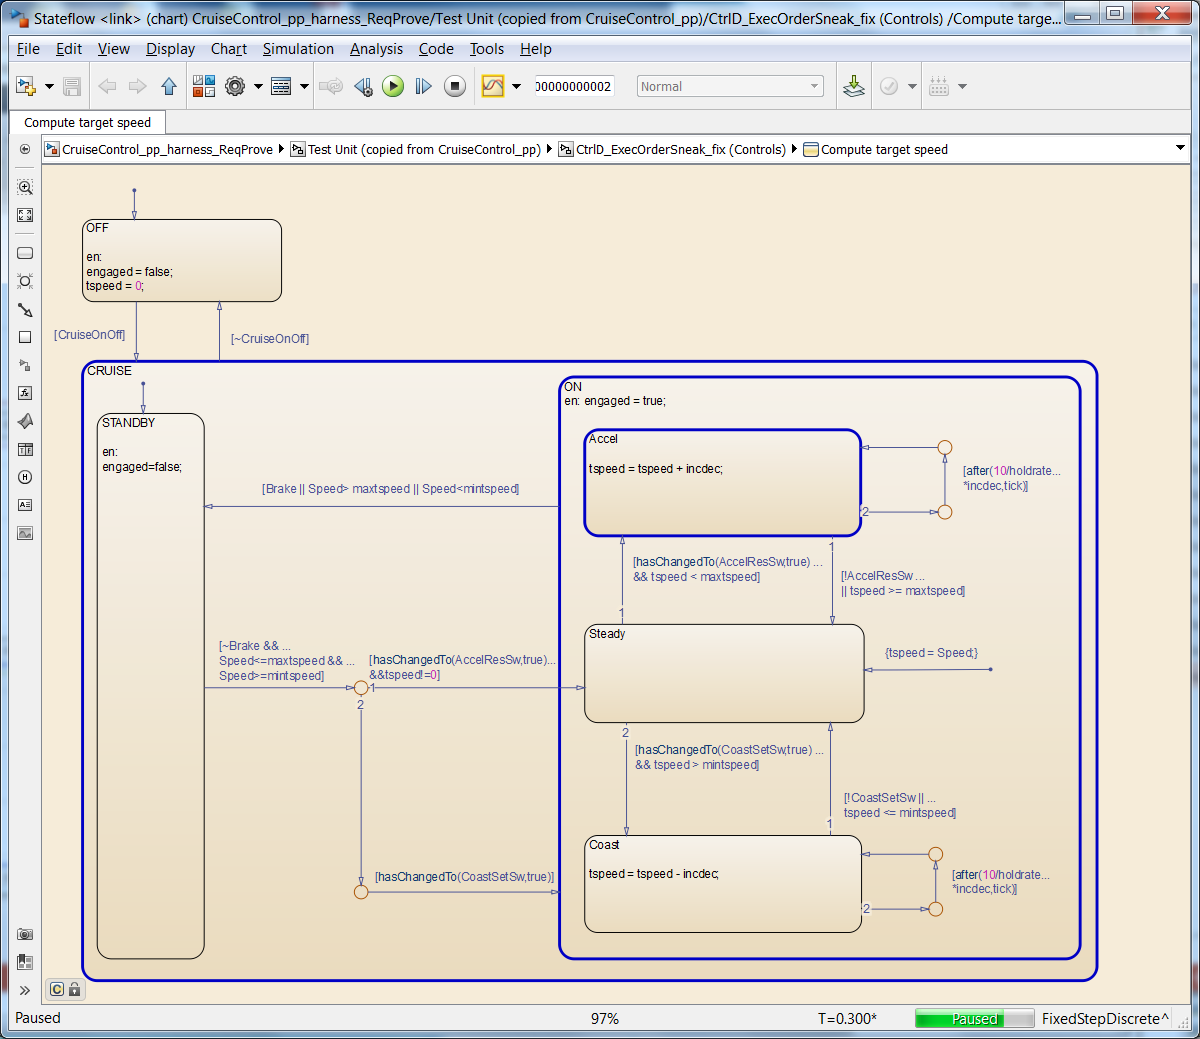 Stateflow <link> (chart) CruiseControl_pp_harness_ReqProve/Test Unit (copied from CruiseControl_pp)/CtrlD_ExecOrderSneak_fix (Controls) /Compute targe...
File Edit View Display Chart Simulation Analysis Code Tools Help
00000000002 Normal
Compute target speed
CruiseControl_pp_harness_ReqProve Test Unit (copied from CruiseControl_pp) CtrlD_ExecOrderSneak_fix (Controls) Compute target speed
OFF
en:
engaged = false;
tspeed = 0;
[CruiseOnOff]
[~CruiseOnOff]
CRUISE
STANDBY
en:
engaged=false;
ON
en: engaged = true;
Accel
tspeed = tspeed + incdec;
[after(10/holdrate...
*incdec,tick)]
2
[Brake || Speed> maxtspeed || Speed<mintspeed]
[hasChangedTo(AccelResSw,true) ...
&& tspeed < maxtspeed]
1
1
[!AccelResSw ...
|| tspeed >= maxtspeed]
Steady
{tspeed = Speed;}
[~Brake && ...
Speed<=maxtspeed && ...
Speed>=mintspeed]
[hasChangedTo(AccelResSw,true)...
&&tspeed!=0]
1
2
2
[hasChangedTo(CoastSetSw,true) ...
&& tspeed > mintspeed]
[!CoastSetSw || ...
tspeed <= mintspeed]
1
Coast
tspeed = tspeed - incdec;
[hasChangedTo(CoastSetSw,true)]
[after(10/holdrate...
*incdec,tick)]
2
C
Paused 97% T=0.300* Paused FixedStepDiscrete^